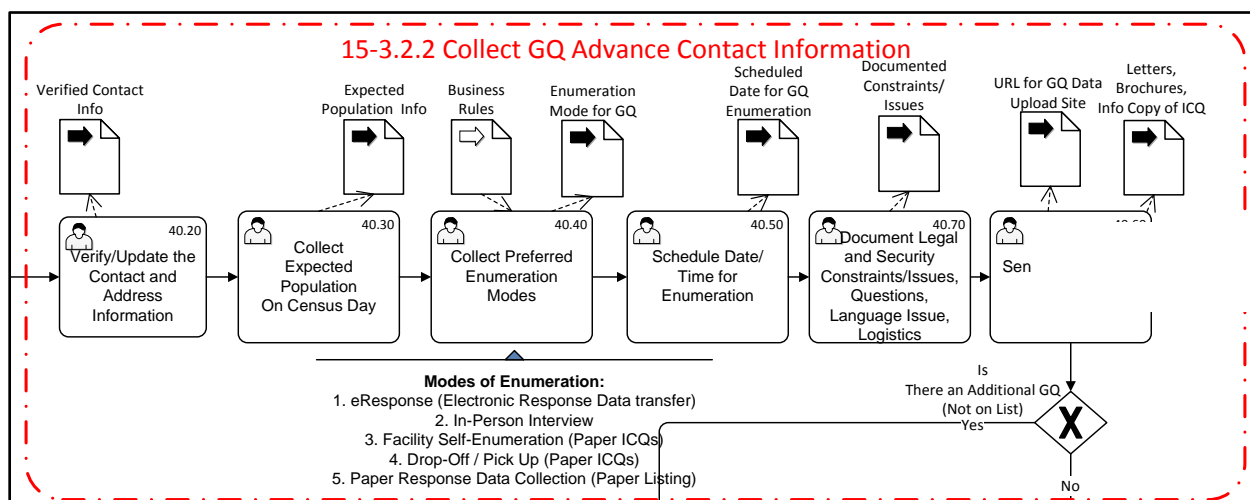 15-3.2.2 Collect GQ Advance Contact Information
Verified Contact
Info
Expected
Population Info
Business
Rules
Enumeration
Mode for GQ
Scheduled
Date for GQ
Enumeration
Documented
Constraints/
Issues
URL for GQ Data
Upload Site
Letters,
Brochures,
Info Copy of ICQ
40.20
Verify/Update the
Contact and
Address
Information
40.30
Collect
Expected
Population
On Census Day
40.40
Collect Preferred
Enumeration
Modes
40.50
Schedule Date/
Time for
Enumeration
40.70
Document Legal
and Security
Constraints/Issues,
Questions,
Language Issue,
Logistics
Sen
Modes of Enumeration:
1. eResponse (Electronic Response Data transfer)
2. In-Person Interview
3. Facility Self-Enumeration (Paper ICQs)
4. Drop-Off / Pick Up (Paper ICQs)
5. Paper Response Data Collection (Paper Listing)
Is
There an Additional GQ
(Not on List)
Yes
X
No